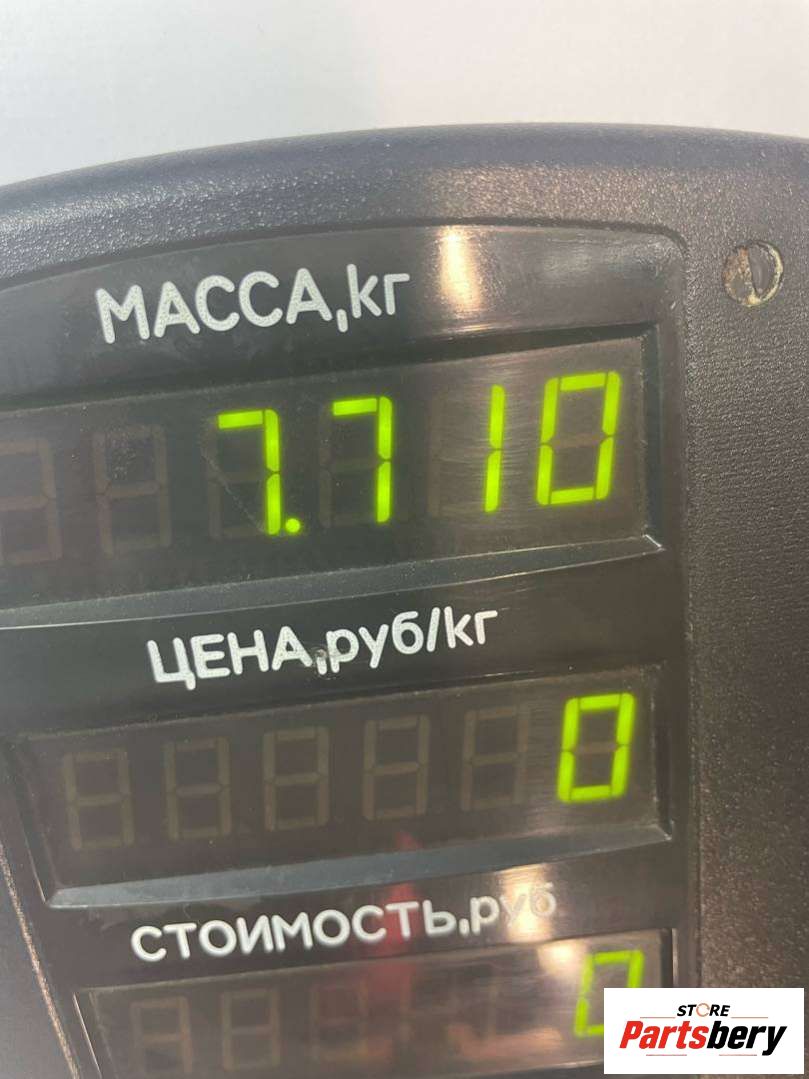 МАССА,кг
7.710
ЦЕНА,руб/кг
0
СТОИМОСТЬ,руб
0
STORE
Partsbery